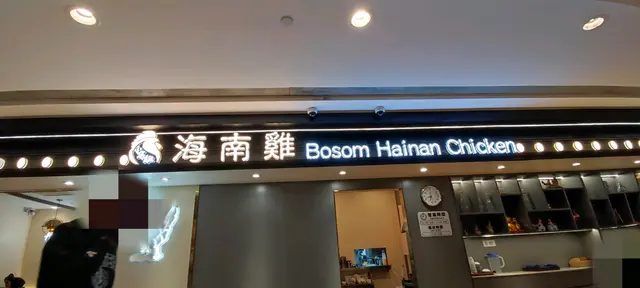 海南雞 Bosom Hainan Chicken